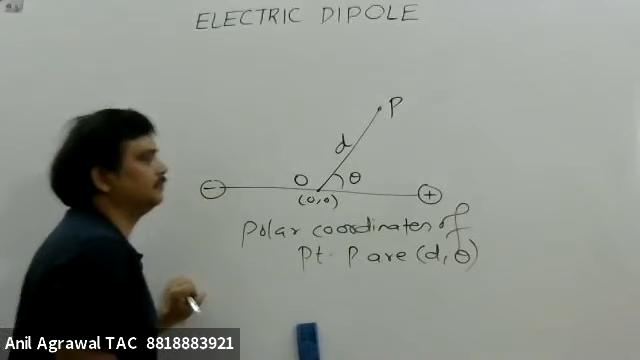 ELECTRIC DIPOLE
P
d
O θ
(0,0)
− +
Polar coordinates of
Pt. P are (d, θ)
Anil Agrawal TAC 8818883921